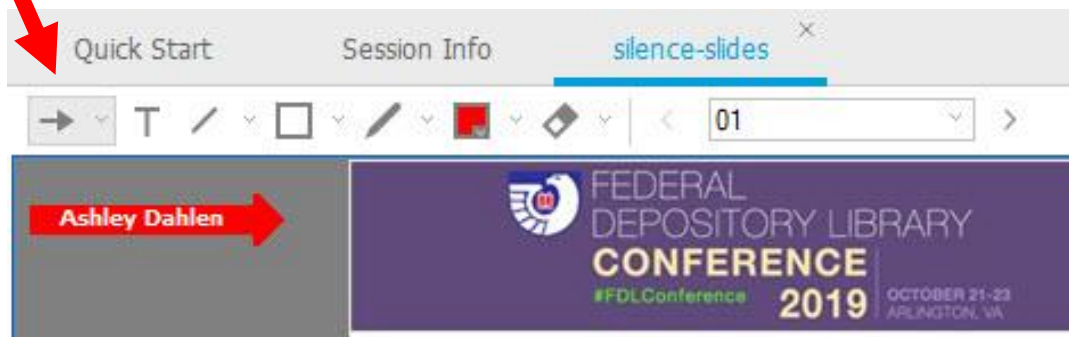 Quick Start Session Info silence-slides
T 01
Ashley Dahlen
FEDERAL
DEPOSITORY LIBRARY
CONFERENCE
#FDLConference 2019 OCTOBER 21-23
ARLINGTON, VA